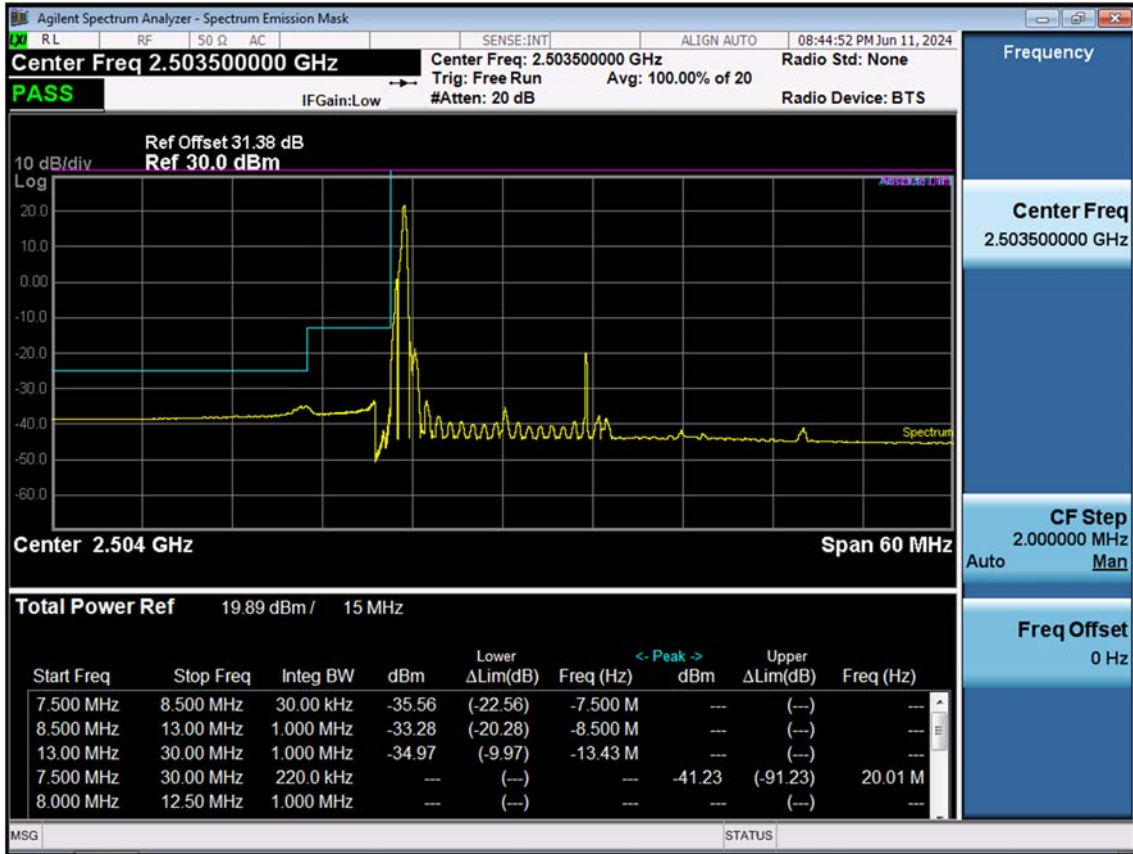 Agilent Spectrum Analyzer - Spectrum Emission Mask
LXI RL RF 50 Ω AC SENSE:INT ALIGN AUTO 08:44:52 PM Jun 11, 2024
Center Freq 2.503500000 GHz
Center Freq: 2.503500000 GHz Radio Std: None
Trig: Free Run Avg: 100.00% of 20
PASS IFGain:Low #Atten: 20 dB Radio Device: BTS
Ref Offset 31.38 dB
10 dB/div Ref 30.0 dBm
Log
Absolute Limit
20.0
10.0
0.00
-10.0
-20.0
-30.0
-40.0
Spectrum
-50.0
-60.0
Center 2.504 GHz Span 60 MHz
Total Power Ref 19.89 dBm / 15 MHz
Lower <- Peak -> Upper
Start Freq Stop Freq Integ BW dBm ΔLim(dB) Freq (Hz) dBm ΔLim(dB) Freq (Hz)
7.500 MHz 8.500 MHz 30.00 kHz -35.56 (-22.56) -7.500 M --- (---) ---
8.500 MHz 13.00 MHz 1.000 MHz -33.28 (-20.28) -8.500 M --- (---) ---
13.00 MHz 30.00 MHz 1.000 MHz -34.97 (-9.97) -13.43 M --- (---) ---
7.500 MHz 30.00 MHz 220.0 kHz --- (---) --- -41.23 (-91.23) 20.01 M
8.000 MHz 12.50 MHz 1.000 MHz --- (---) --- --- (---) ---
MSG STATUS
Frequency
Center Freq
2.503500000 GHz
CF Step
2.000000 MHz
Auto Man
Freq Offset
0 Hz